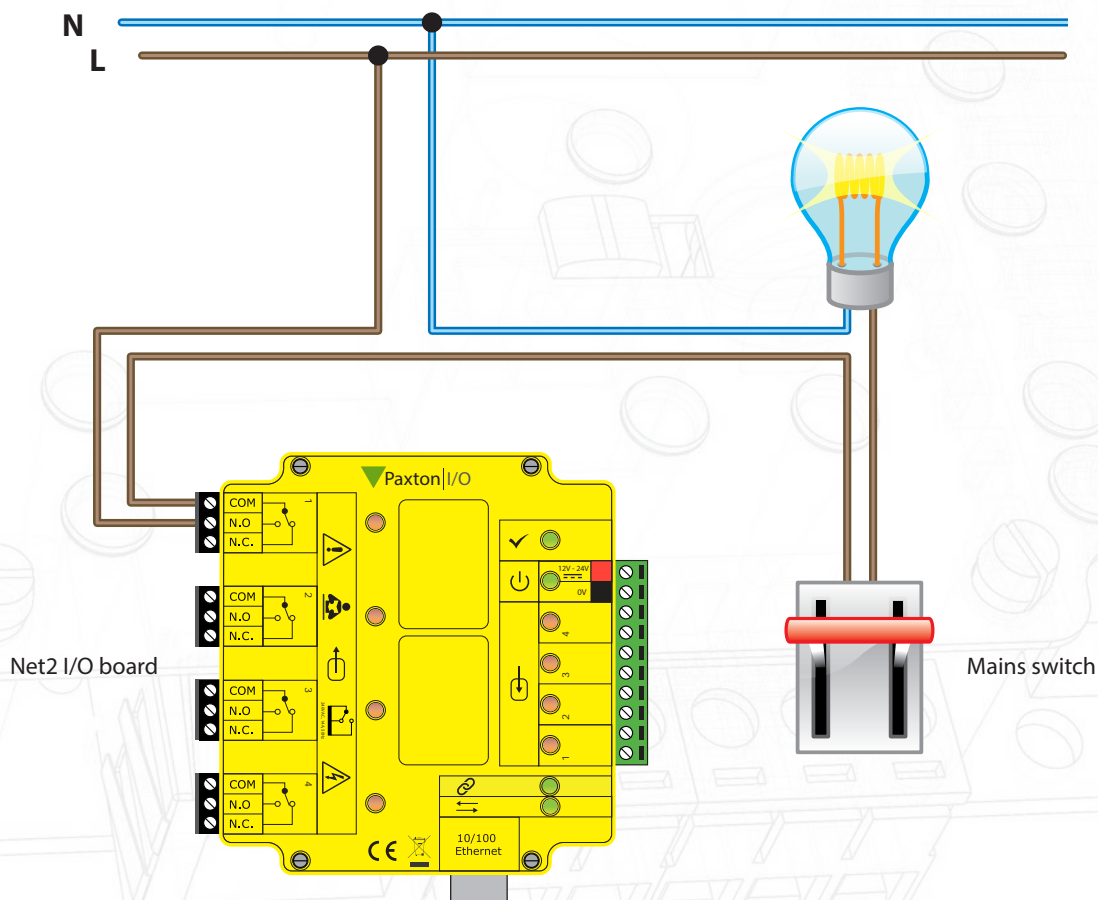 N
L
Paxton I/O
COM
N.O
N.C.
1
COM
N.O
N.C.
2
COM
N.O
N.C.
3
COM
N.O
N.C.
4
12V - 24V
0V
4
3
2
1
10/100
Ethernet
CE
Net2 I/O board
Mains switch